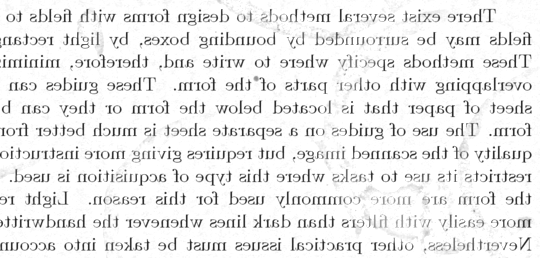 There exist several methods to design forms with fields to
fields may be surrounded by bounding boxes, by light rectang
These methods specify where to write and, therefore, minimi
overlapping with other parts of the form. These guides can
sheet of paper that is located below the form or they can b
form. The use of guides on a separate sheet is much better fro
quality of the scanned image, but requires giving more instructio
restricts its use to tasks where this type of acquisition is used.
the form are more commonly used for this reason. Light re
more easily with filters than dark lines whenever the handwritte
Nevertheless, other practical issues must be taken into accoun